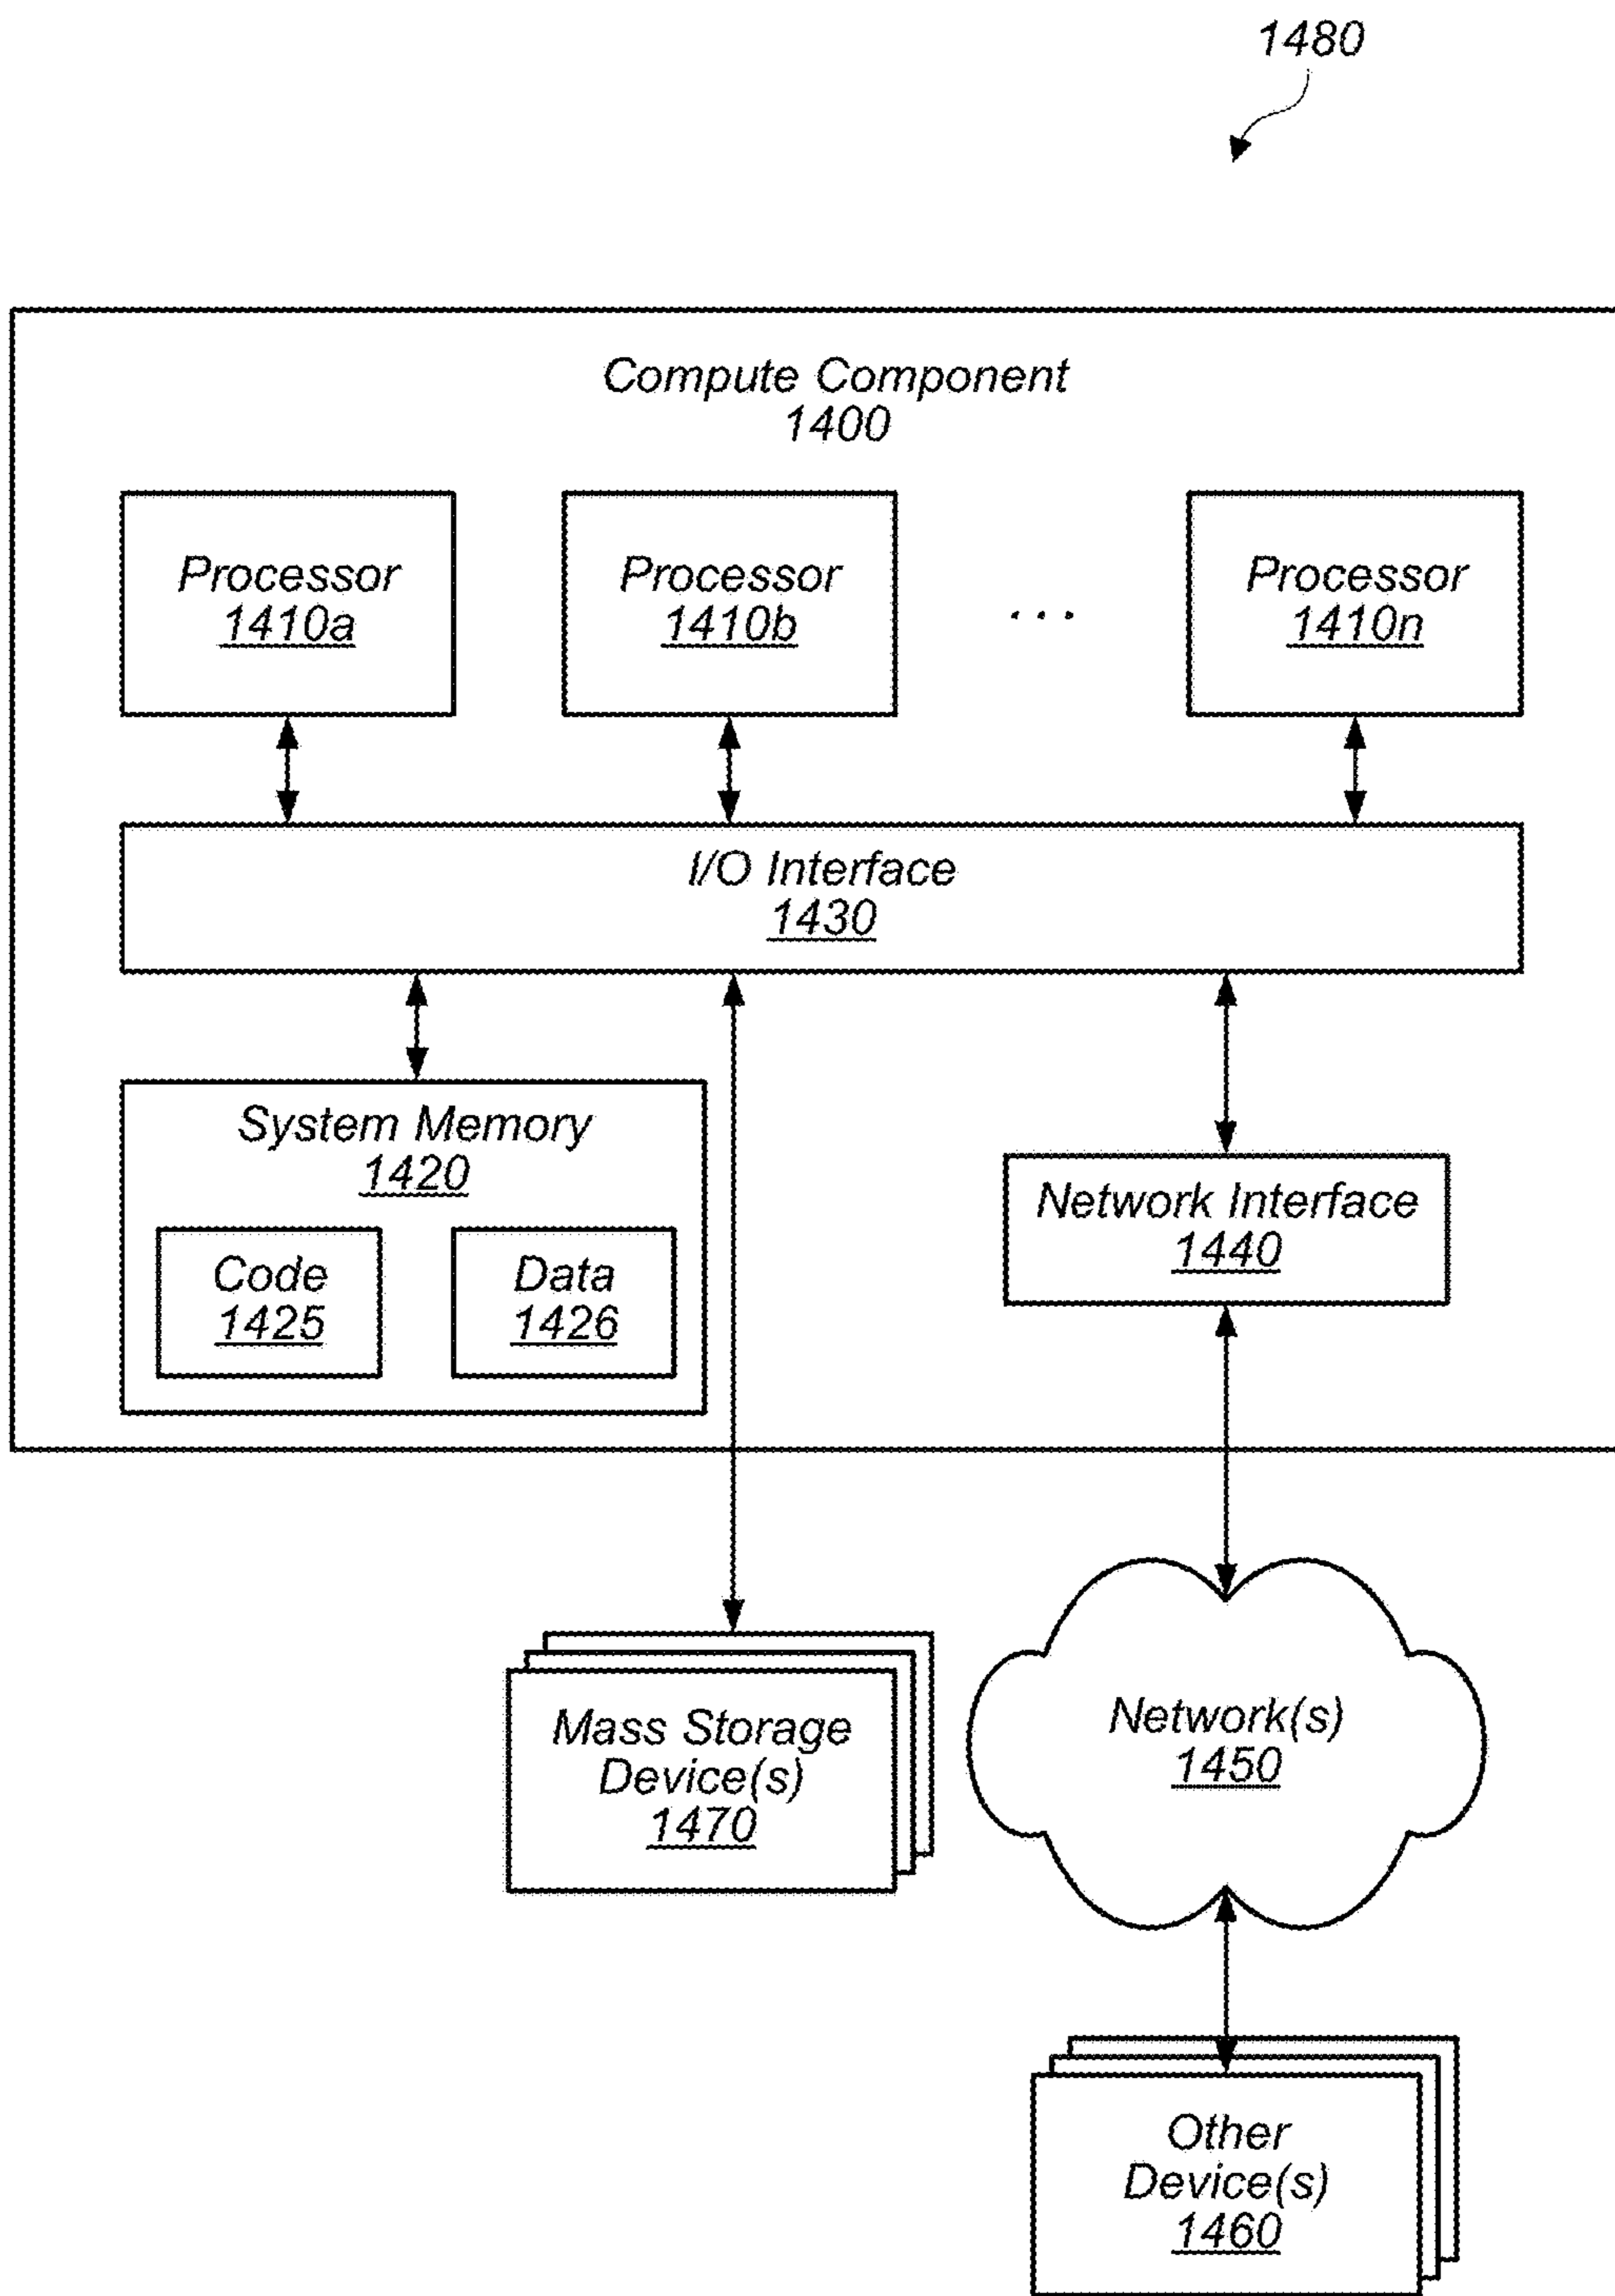 1480
Compute Component
1400
Processor
1410a
Processor
1410b
...
Processor
1410n
I/O Interface
1430
System Memory
1420
Code
1425
Data
1426
Network Interface
1440
Mass Storage
Device(s)
1470
Network(s)
1450
Other
Device(s)
1460